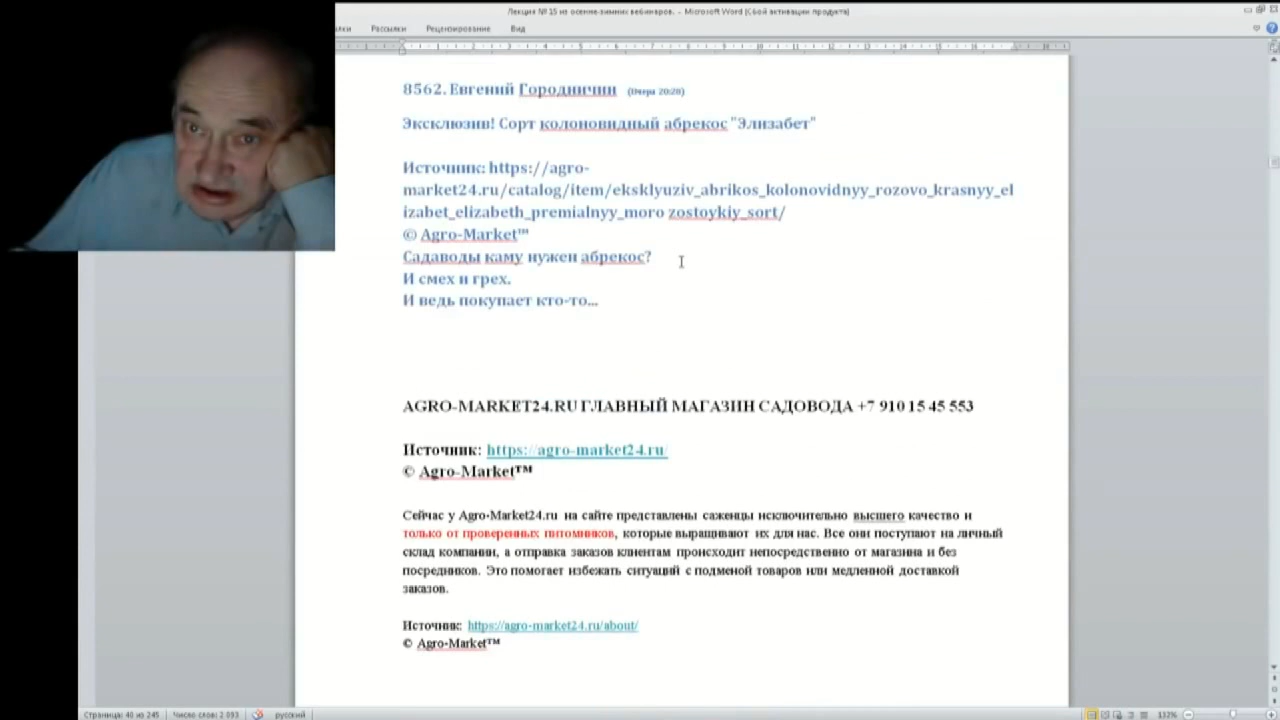 Лекция № 15 из осенне-зимних вебинаров. - Microsoft Word (Сбой активации продукта)
Рассылки Рецензирование Вид
8562. Евгений Городничин (Вчера 20:20)
Эксклюзив! Сорт колоновидный абрекос "Элизабет"
Источник: https://agro-
market24.ru/catalog/item/eksklyuziv_abrikos_kolonovidnyy_rozovo_krasnyy_el
izabet_elizabeth_premialnyy_moro zostoykiy_sort/
© Agro-Market™
Садаводы каму нужен абрекос?
И смех и грех.
И ведь покупает кто-то...
AGRO-MARKET24.RU ГЛАВНЫЙ МАГАЗИН САДОВОДА +7 910 15 45 553
Источник: https://agro-market24.ru/
© Agro-Market™
Сейчас у Agro-Market24.ru на сайте представлены саженцы исключительно высшего качество и
только от проверенных питомников, которые выращивают их для нас. Все они поступают на личный
склад компании, а отправка заказов клиентам происходит непосредственно от магазина и без
посредников. Это помогает избежать ситуаций с подменой товаров или медленной доставкой
заказов.
Источник: https://agro-market24.ru/about/
© Agro-Market™
Страница: 40 из 245 Число слов: 2 093 русский 132%